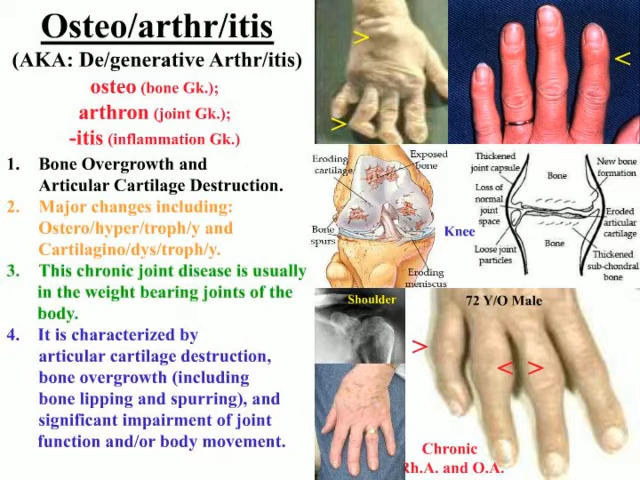 Osteo/arthr/itis
(AKA: De/generative Arthr/itis)
osteo (bone Gk.);
arthron (joint Gk.);
-itis (inflammation Gk.)
1. Bone Overgrowth and
Articular Cartilage Destruction.
2. Major changes including:
Ostero/hyper/troph/y and
Cartilagino/dys/troph/y.
3. This chronic joint disease is usually
in the weight bearing joints of the
body.
4. It is characterized by
articular cartilage destruction,
bone overgrowth (including
bone lipping and spurring), and
significant impairment of joint
function and/or body movement.
>
>
<
Eroding
cartilage
Exposed
bone
Bone
spurs
Eroding
meniscus
Knee
Thickened
joint capsule
Loss of
normal
joint
space
Loose joint
particles
Bone
Bone
New bone
formation
Eroded
articular
cartilage
Thickened
sub-chondral
bone
Shoulder
72 Y/O Male
>
< >
Chronic
Rh.A. and O.A.